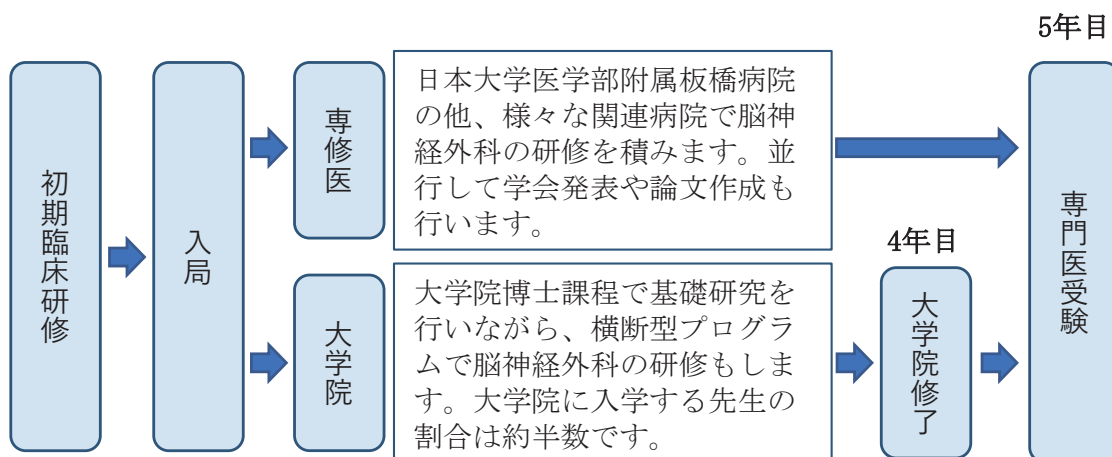 初期臨床研修
入局
専修医
日本大学医学部附属板橋病院
の他、様々な関連病院で脳神
経外科の研修を積みます。並
行して学会発表や論文作成も
行います。
大学院
大学院博士課程で基礎研究を
行いながら、横断型プログラ
ムで脳神経外科の研修もしま
す。大学院に入学する先生の
割合は約半数です。
4年目
大学院修了
5年目
専門医受験